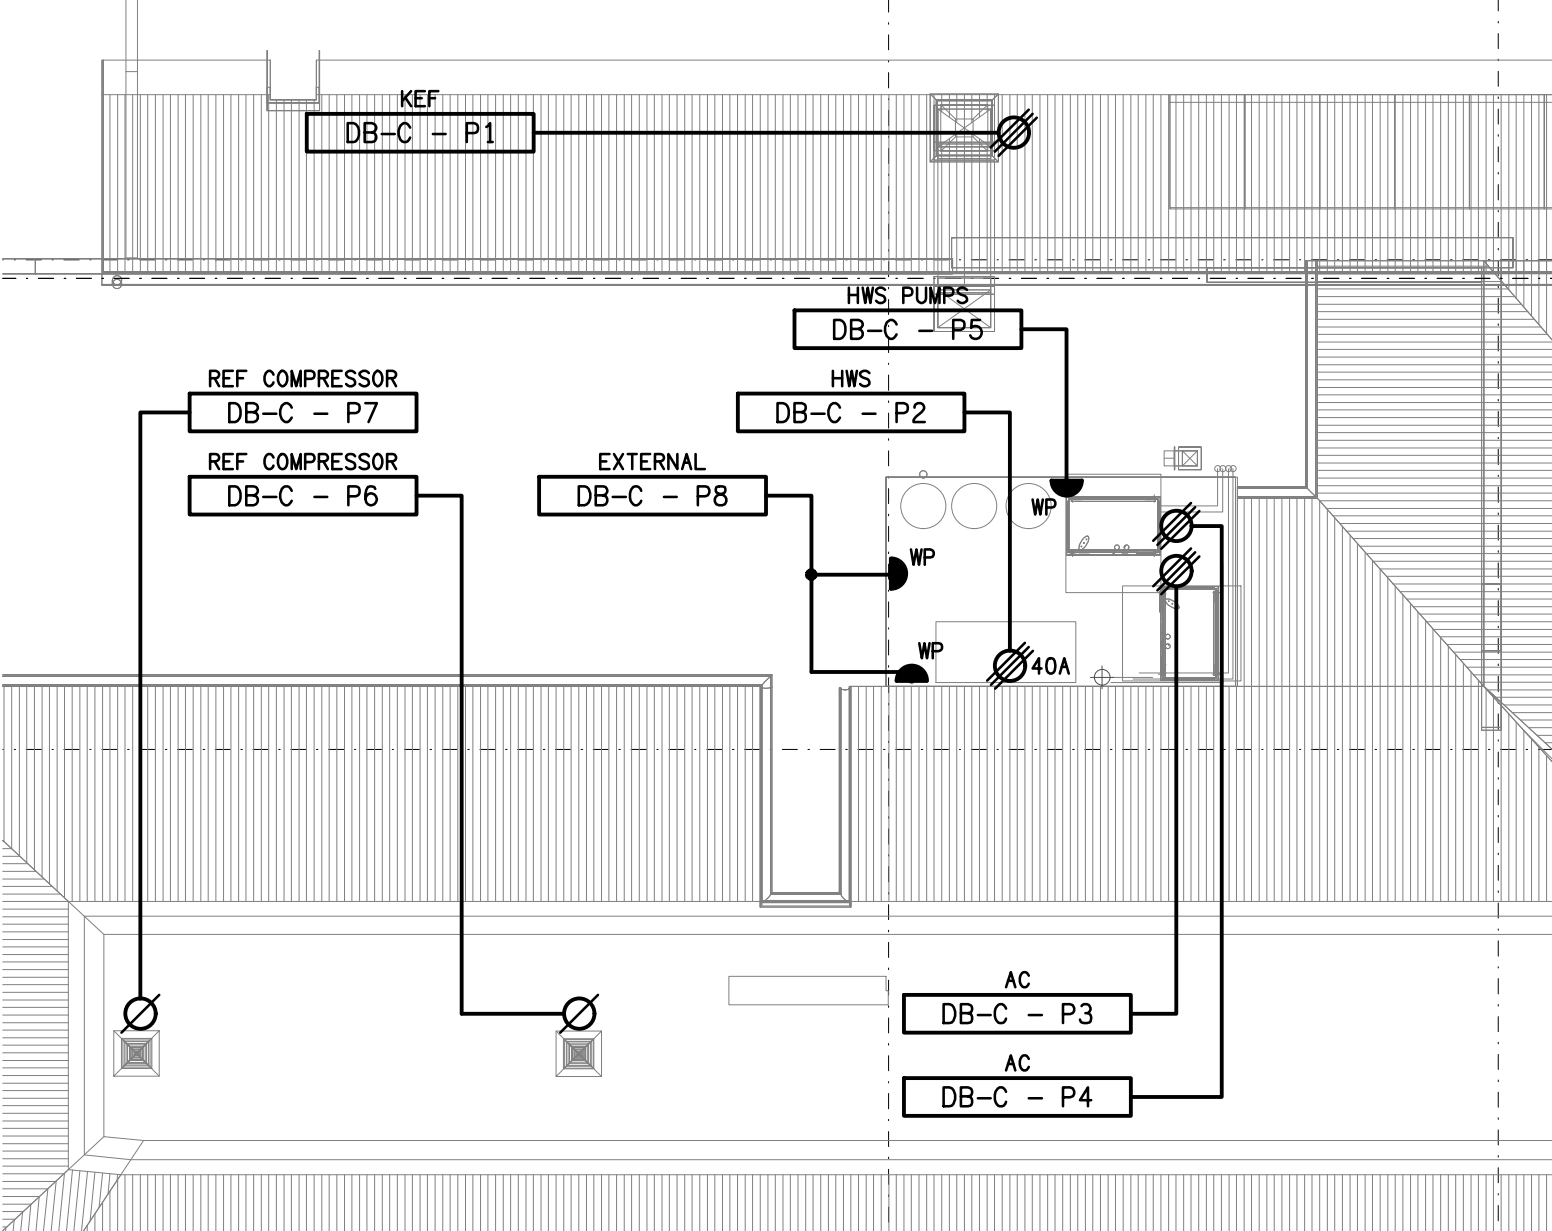 KEF
DB-C - P1
HWS PUMPS
DB-C - P5
REF COMPRESSOR
DB-C - P7
HWS
DB-C - P2
REF COMPRESSOR
DB-C - P6
EXTERNAL
DB-C - P8
WP
WP
WP
40A
AC
DB-C - P3
AC
DB-C - P4